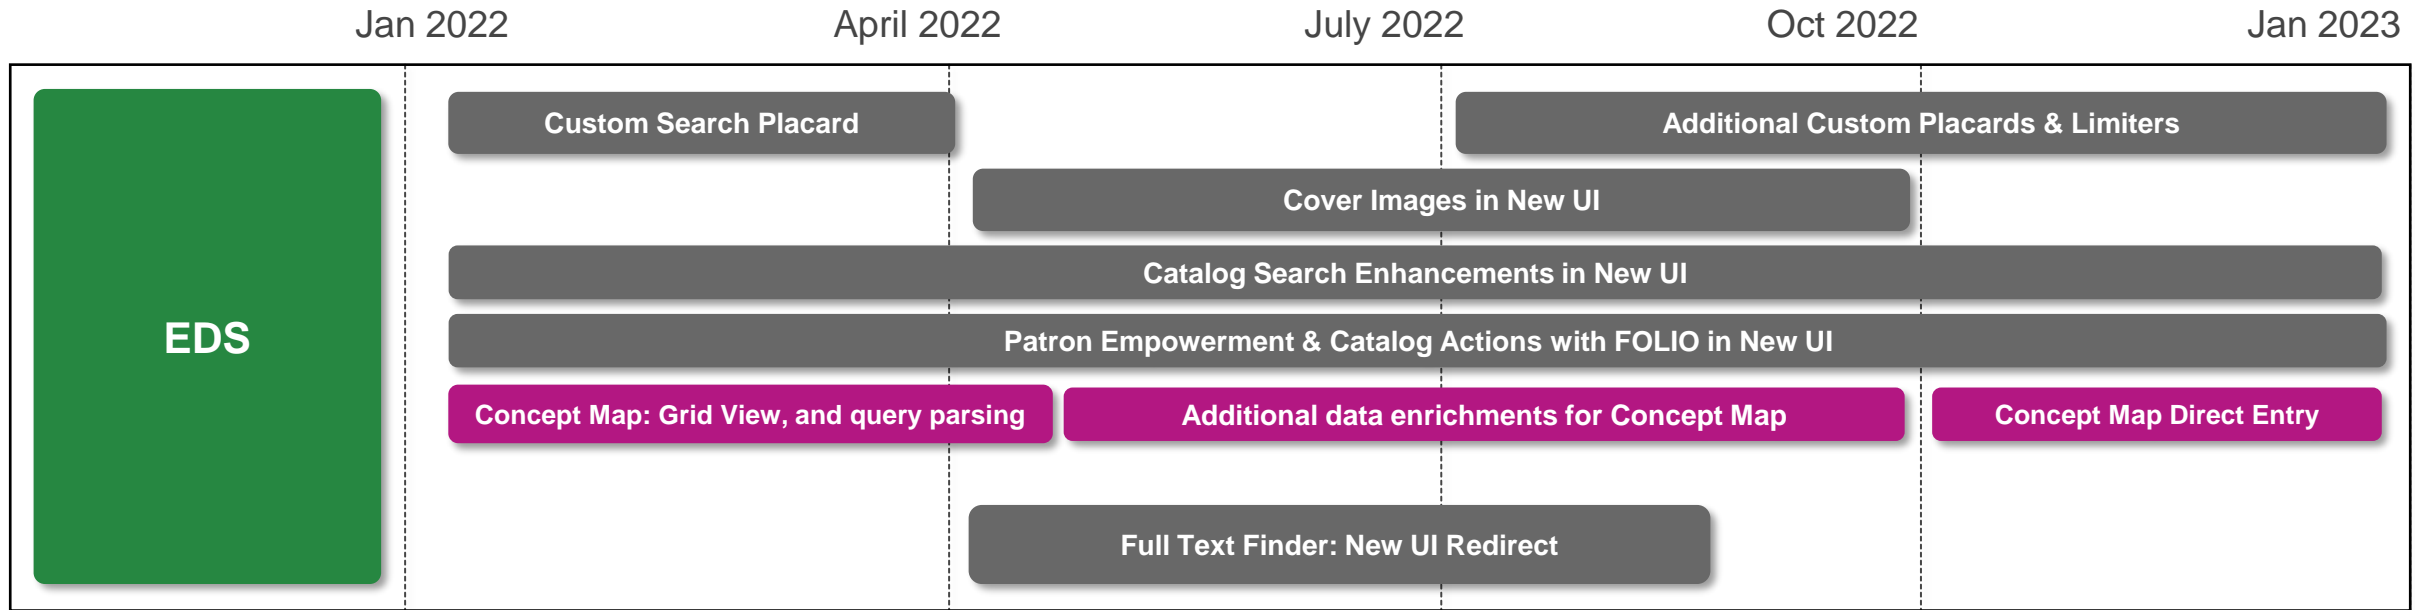 Jan 2022
April 2022
July 2022
Oct 2022
Jan 2023
EDS
Custom Search Placard
Additional Custom Placards & Limiters
Cover Images in New UI
Catalog Search Enhancements in New UI
Patron Empowerment & Catalog Actions with FOLIO in New UI
Concept Map: Grid View, and query parsing
Additional data enrichments for Concept Map
Concept Map Direct Entry
Full Text Finder: New UI Redirect